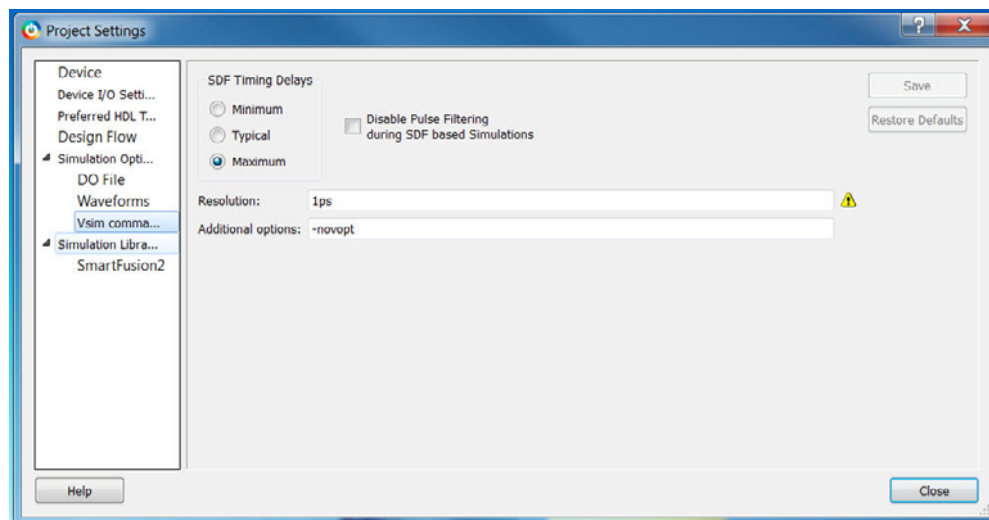 Project Settings
?
X
Device
Device I/O Setti...
Preferred HDL T...
Design Flow
Simulation Opti...
DO File
Waveforms
Vsim comma...
Simulation Libra...
SmartFusion2
SDF Timing Delays
Minimum
Typical
Maximum
Disable Pulse Filtering
during SDF based Simulations
Save
Restore Defaults
Resolution: 1ps
Additional options: -novopt
Help
Close